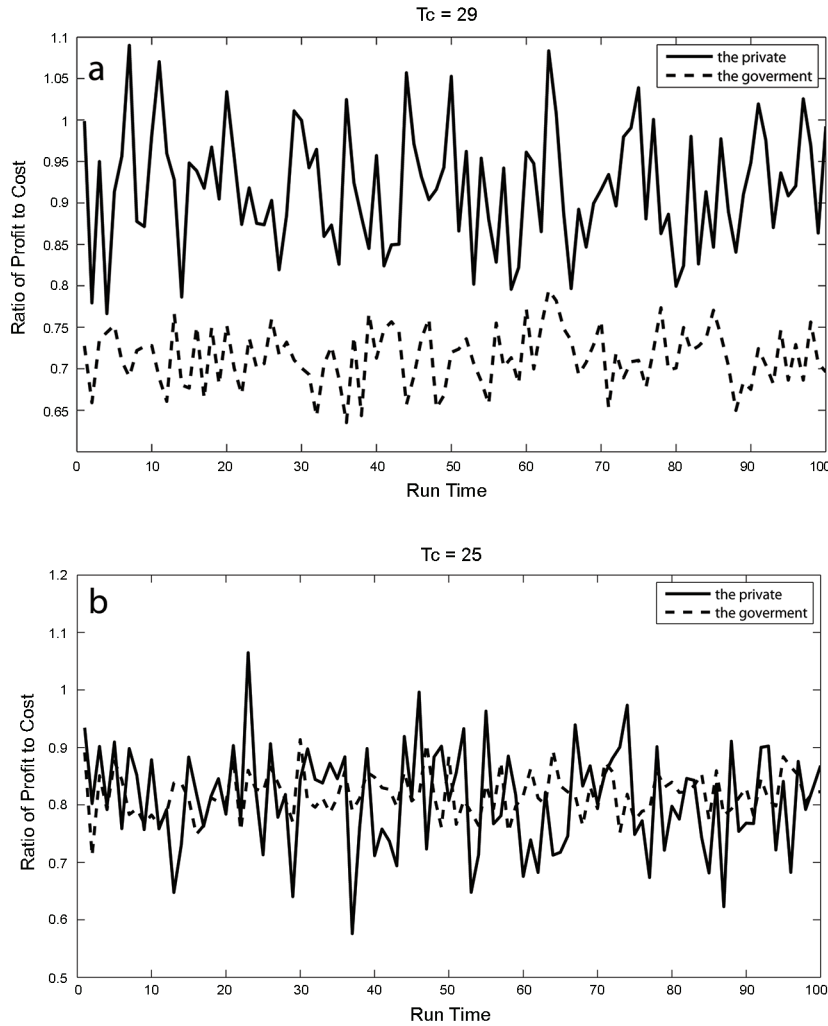 Tc = 29
a
the private
the goverment
1.1
1.05
1
0.95
0.9
0.85
0.8
0.75
0.7
0.65
Ratio of Profit to Cost
0 10 20 30 40 50 60 70 80 90 100
Run Time
Tc = 25
b
the private
the goverment
1.2
1.1
1
0.9
0.8
0.7
0.6
0.5
Ratio of Profit to Cost
0 10 20 30 40 50 60 70 80 90 100
Run Time